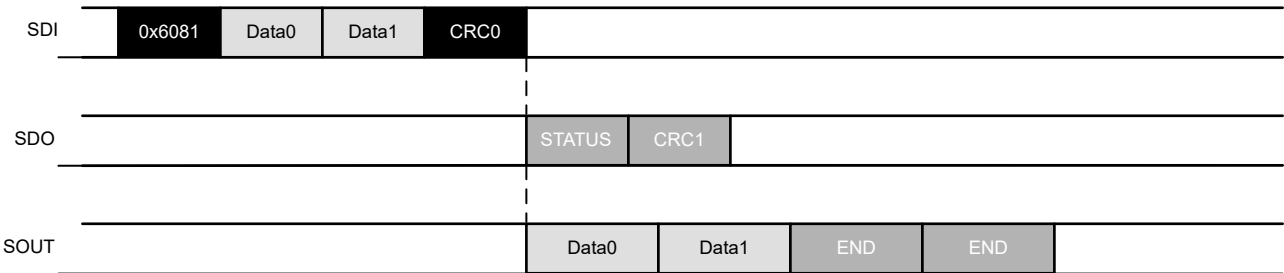 SDI 0x6081 Data0 Data1 CRC0
SDO STATUS CRC1
SOUT Data0 Data1 END END